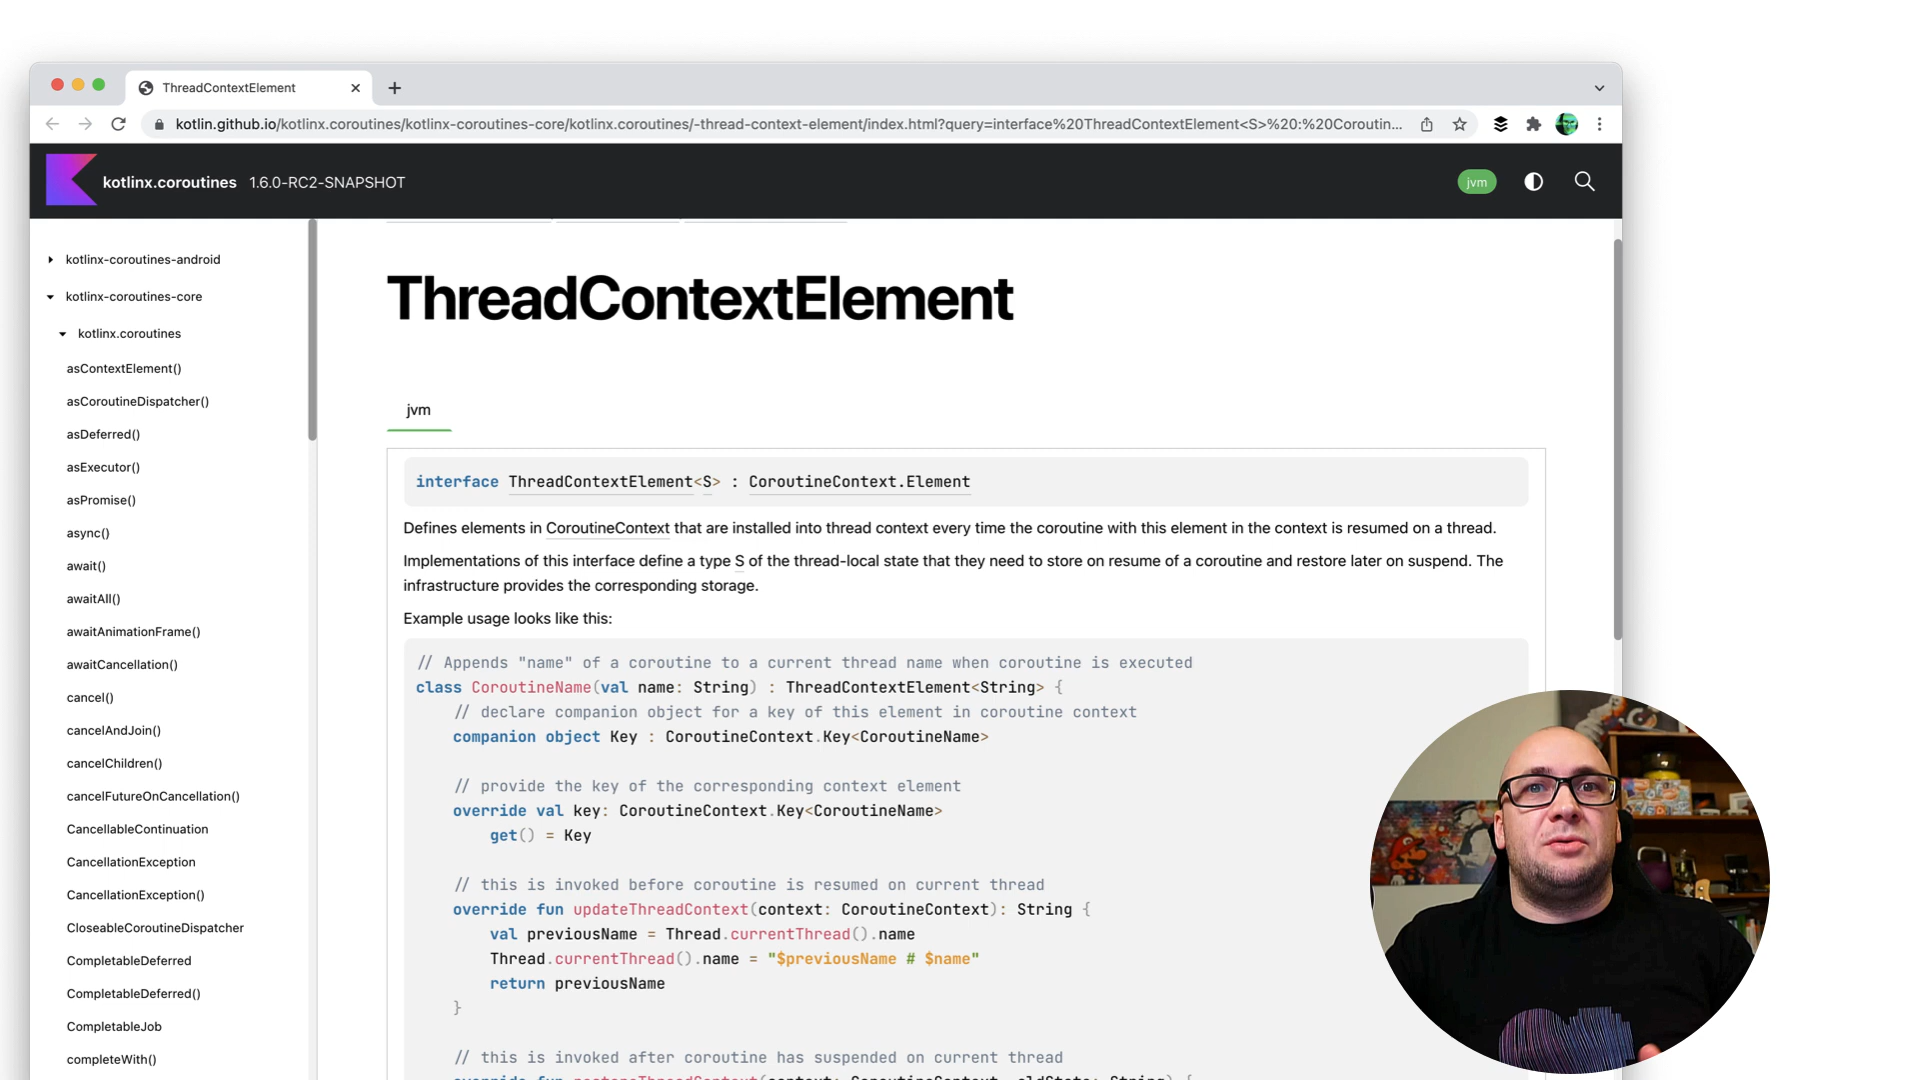 ThreadContextElement
kotlin.github.io/kotlinx.coroutines/kotlinx-coroutines-core/kotlinx.coroutines/-thread-context-element/index.html?query=interface%20ThreadContextElement<S>%20:%20Coroutin...
kotlinx.coroutines 1.6.0-RC2-SNAPSHOT
jvm
kotlinx-coroutines-android
kotlinx-coroutines-core
kotlinx.coroutines
asContextElement()
asCoroutineDispatcher()
asDeferred()
asExecutor()
asPromise()
async()
await()
awaitAll()
awaitAnimationFrame()
awaitCancellation()
cancel()
cancelAndJoin()
cancelChildren()
cancelFutureOnCancellation()
CancellableContinuation
CancellationException
CancellationException()
CloseableCoroutineDispatcher
CompletableDeferred
CompletableDeferred()
CompletableJob
completeWith()
ThreadContextElement
jvm
interface ThreadContextElement<S> : CoroutineContext.Element
Defines elements in CoroutineContext that are installed into thread context every time the coroutine with this element in the context is resumed on a thread.
Implementations of this interface define a type S of the thread-local state that they need to store on resume of a coroutine and restore later on suspend. The
infrastructure provides the corresponding storage.
Example usage looks like this:
// Appends "name" of a coroutine to a current thread name when coroutine is executed
class CoroutineName(val name: String) : ThreadContextElement<String> {
// declare companion object for a key of this element in coroutine context
companion object Key : CoroutineContext.Key<CoroutineName>
// provide the key of the corresponding context element
override val key: CoroutineContext.Key<CoroutineName>
get() = Key
// this is invoked before coroutine is resumed on current thread
override fun updateThreadContext(context: CoroutineContext): String {
val previousName = Thread.currentThread().name
Thread.currentThread().name = "$previousName # $name"
return previousName
}
// this is invoked after coroutine has suspended on current thread
override fun restoreThreadContext(context: CoroutineContext, oldState: String) {